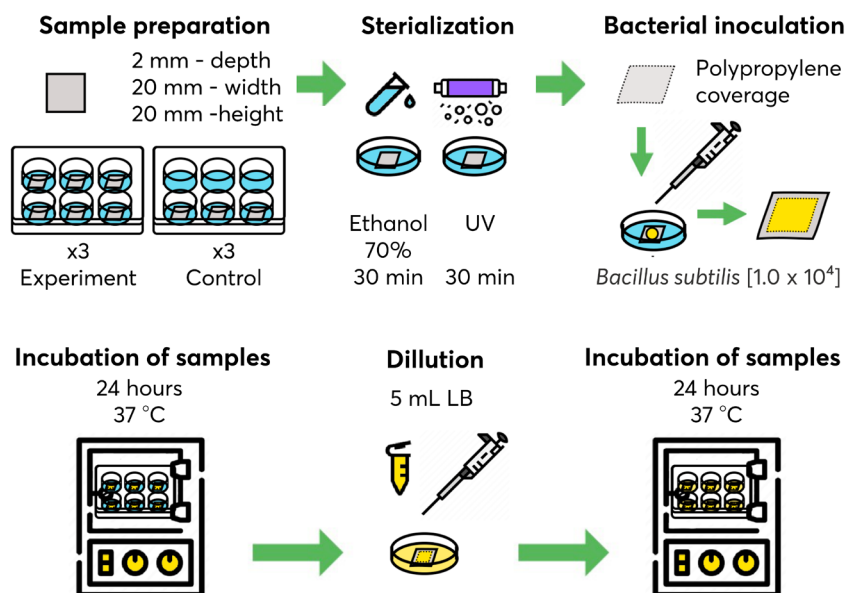 Sample preparation
2 mm - depth
20 mm - width
20 mm -height
x3
Experiment
x3
Control
Sterialization
Ethanol
70%
30 min
UV
30 min
Bacterial inoculation
Polypropylene
coverage
Bacillus subtilis [1.0 x 10⁴]
Incubation of samples
24 hours
37 °C
Dillution
5 mL LB
Incubation of samples
24 hours
37 °C